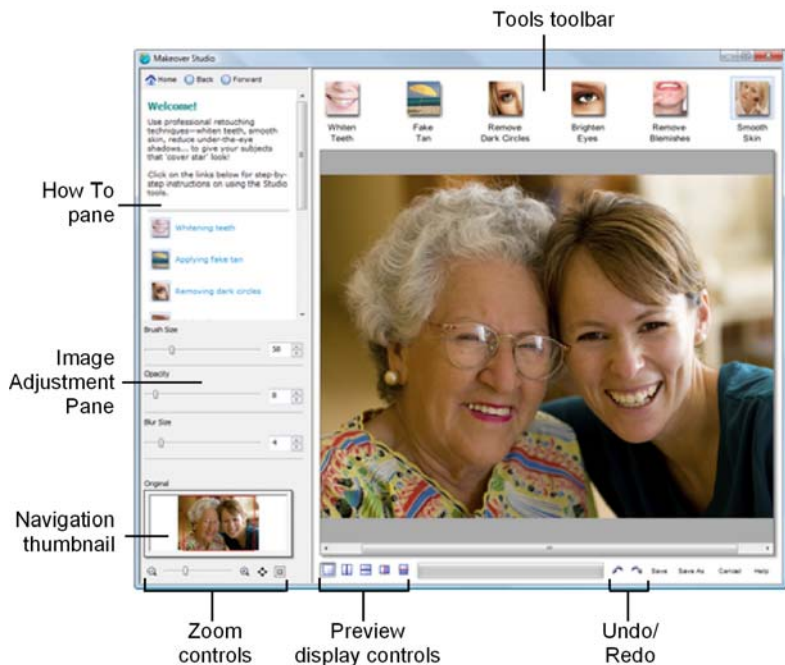 Tools toolbar
Makeover Studio
Home Back Forward
Welcome!
Use professional retouching
techniques—whiten teeth, smooth
skin, reduce under-the-eye
shadows... to give your subjects
that 'cover star' look!
Click on the links below for step-by-
step instructions on using the Studio
tools.
Whitening teeth
Applying fake tan
Removing dark circles
Whiten
Teeth
Fake
Tan
Remove
Dark Circles
Brighten
Eyes
Remove
Blemishes
Smooth
Skin
How To
pane
Brush Size
50
Image
Adjustment
Pane
Opacity
8
Blur Size
4
Original
Navigation
thumbnail
Save Save As Cancel Help
Zoom
controls
Preview
display controls
Undo/
Redo